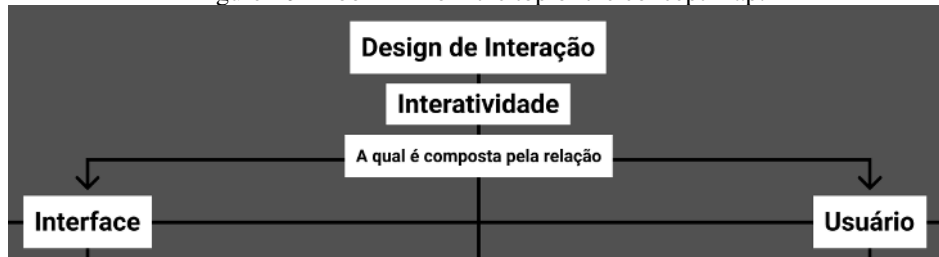 Design de Interação
Interatividade
A qual é composta pela relação
Interface
Usuário